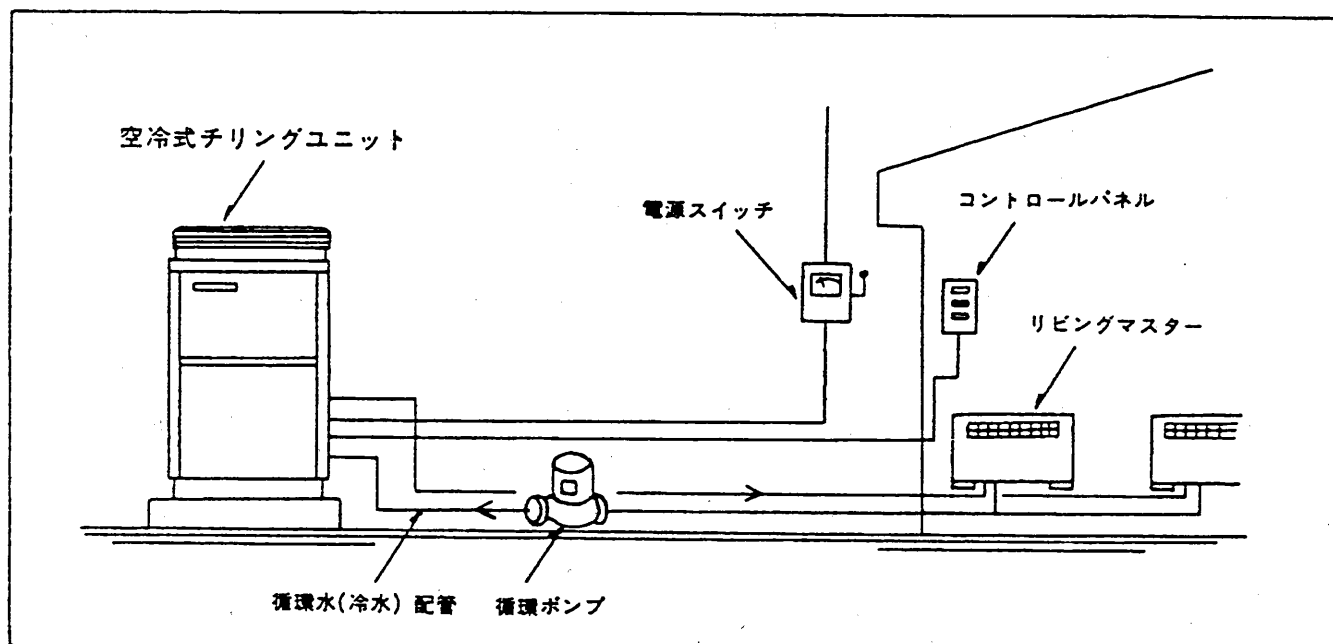 空冷式チリングユニット
電源スイッチ
コントロールパネル
リビングマスター
循環水(冷水) 配管
循環ポンプ